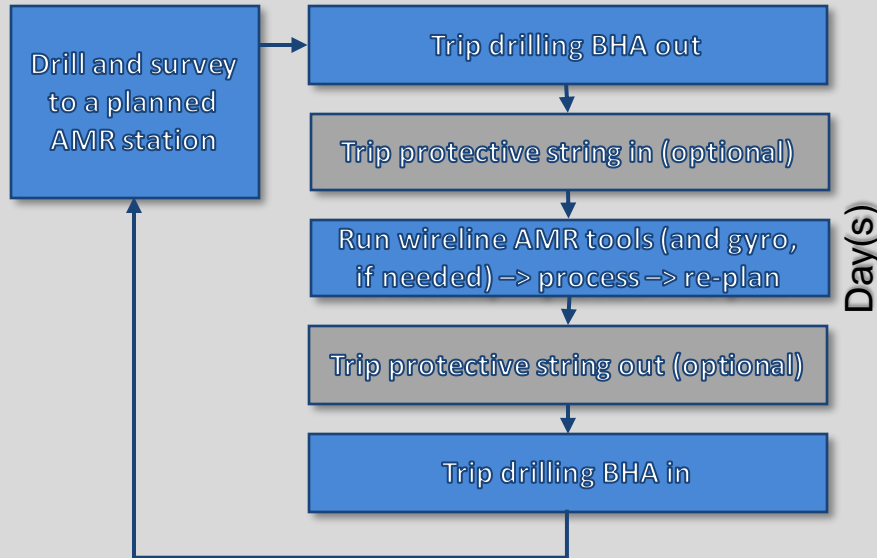 Drill and survey
to a planned
AMR station
Trip drilling BHA out
Trip protective string in (optional)
Run wireline AMR tools (and gyro,
if needed) –> process –> re-plan
Trip protective string out (optional)
Trip drilling BHA in
Day(s)